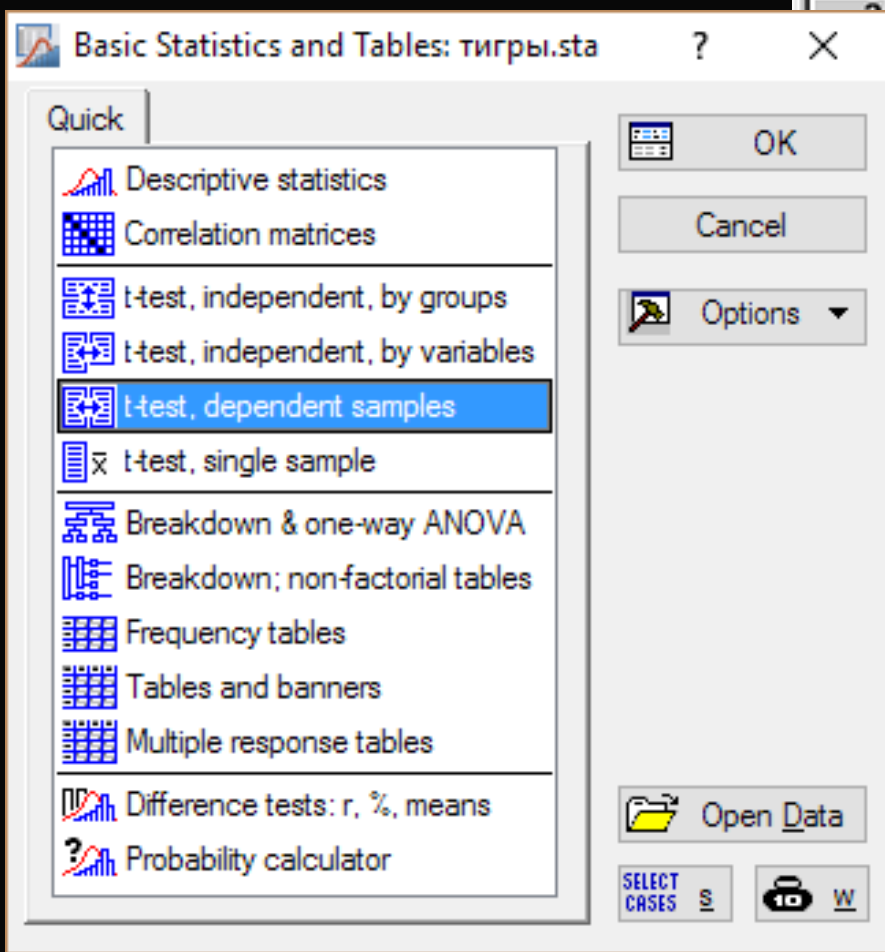 Basic Statistics and Tables: тигры.sta ?
Quick
OK
Cancel
Options
Descriptive statistics
Correlation matrices
t-test, independent, by groups
t-test, independent, by variables
t-test, dependent samples
t-test, single sample
Breakdown & one-way ANOVA
Breakdown; non-factorial tables
Frequency tables
Tables and banners
Multiple response tables
Difference tests: r, %, means
Probability calculator
Open Data
SELECT
CASES S
10 W